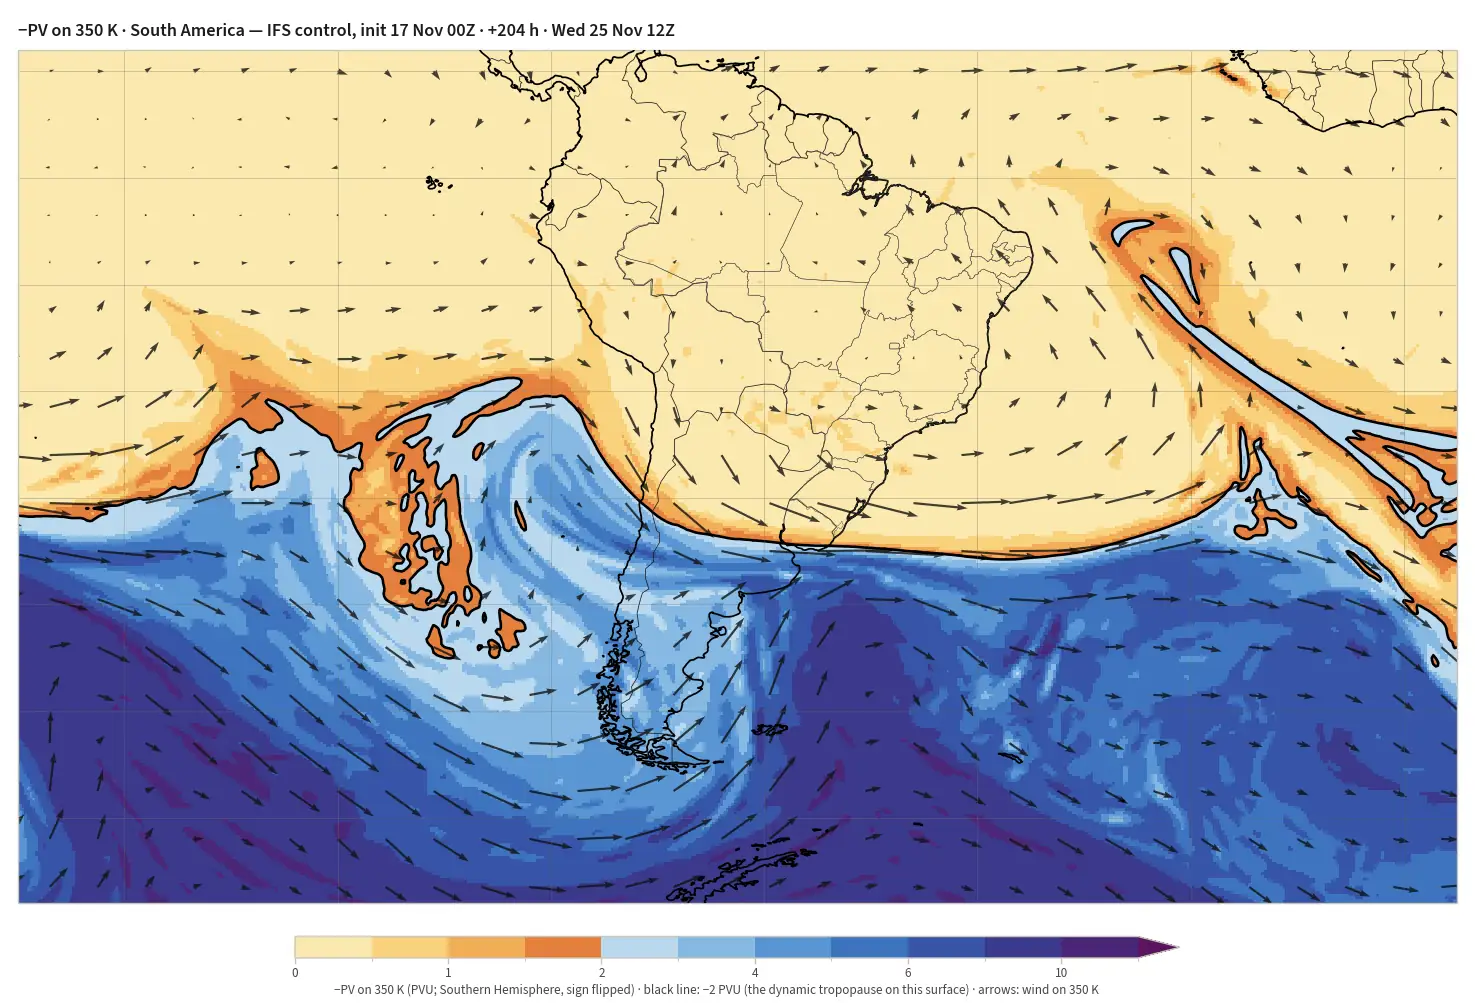 −PV on 350 K · South America — IFS control, init 17 Nov 00Z · +204 h · Wed 25 Nov 12Z
0 1 2 4 6 10
−PV on 350 K (PVU; Southern Hemisphere, sign flipped) · black line: −2 PVU (the dynamic tropopause on this surface) · arrows: wind on 350 K